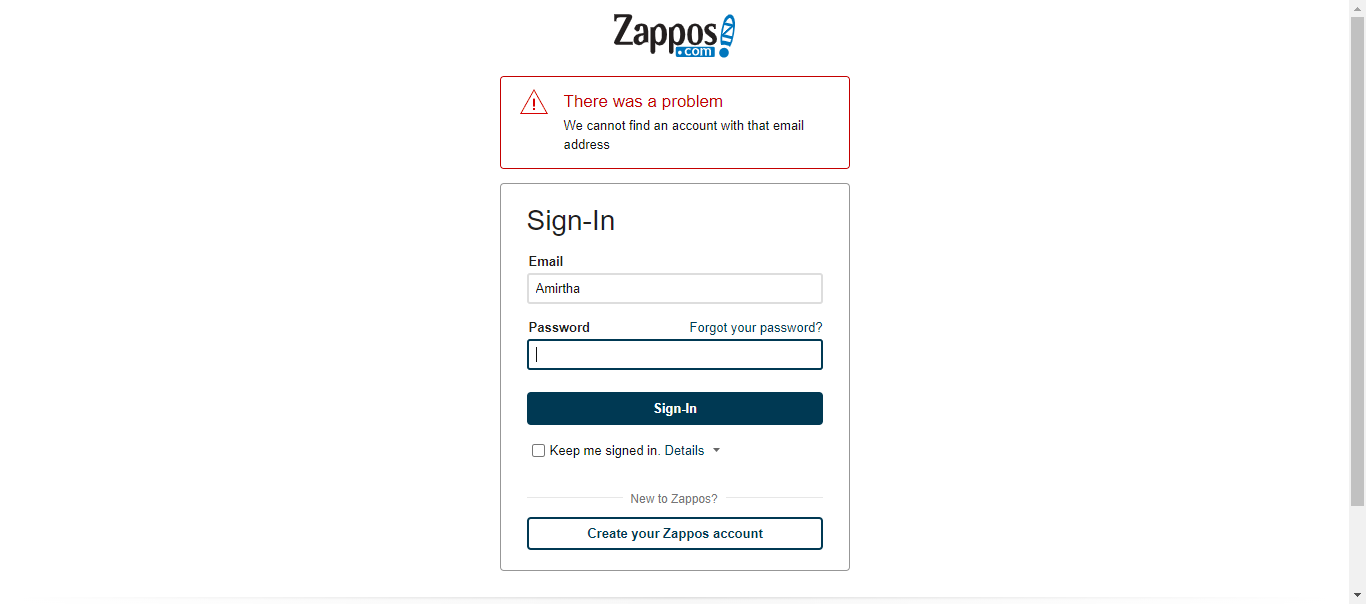 Zappos
.com
There was a problem
We cannot find an account with that email
address
Sign-In
Email
Amirtha
Password Forgot your password?
Sign-In
Keep me signed in. Details
New to Zappos?
Create your Zappos account